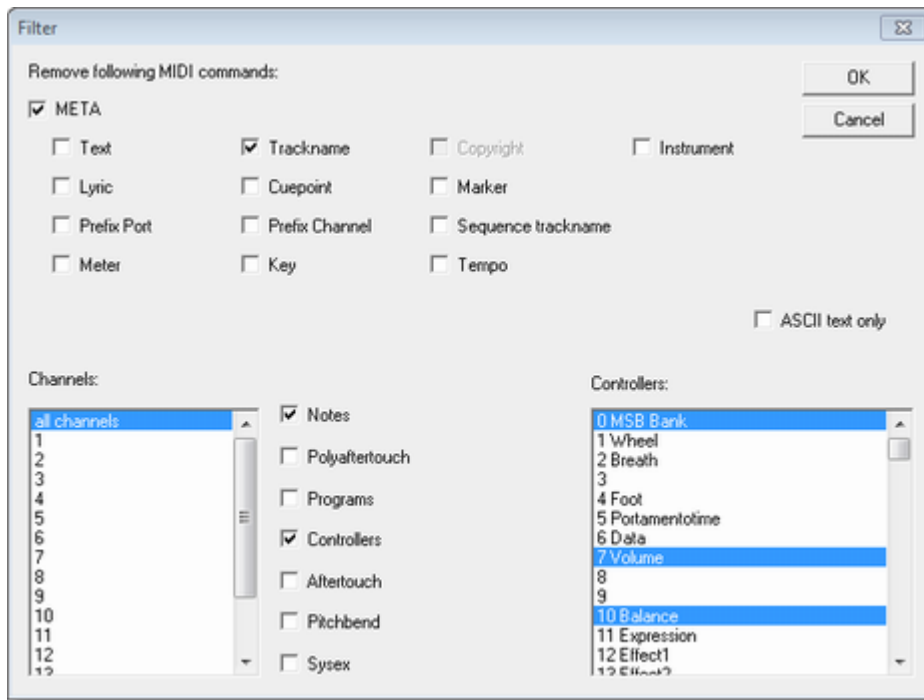 Filter
Remove following MIDI commands:
OK
META
Cancel
Text Trackname Copyright Instrument
Lyric Cuepoint Marker
Prefix Port Prefix Channel Sequence trackname
Meter Key Tempo
ASCII text only
Channels:
Controllers:
all channels
1
2
3
4
5
6
7
8
9
10
11
12
13
Notes
Polyaftertouch
Programs
Controllers
Aftertouch
Pitchbend
Sysex
0 MSB Bank
1 Wheel
2 Breath
3
4 Foot
5 Portamentotime
6 Data
7 Volume
8
9
10 Balance
11 Expression
12 Effect1
13 Effect2